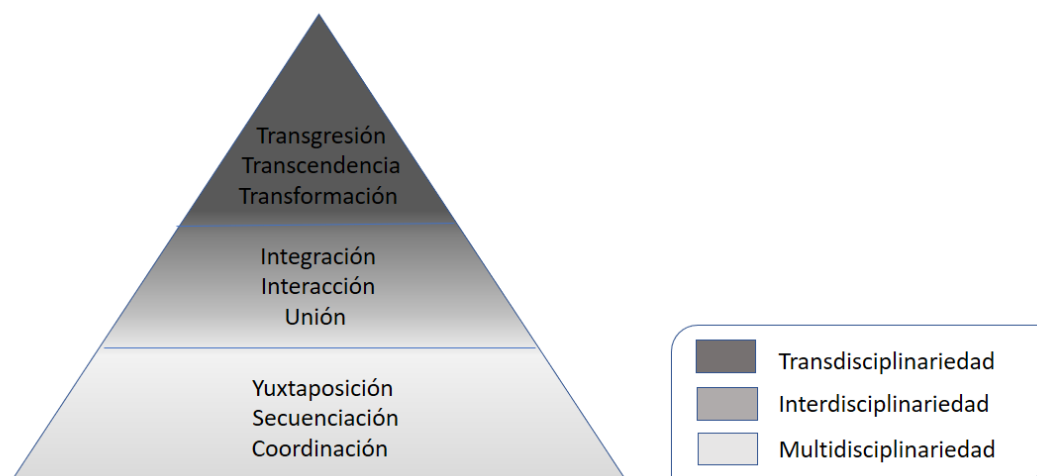 Transgresión
Transcendencia
Transformación
Integración
Interacción
Unión
Yuxtaposición
Secuenciación
Coordinación
Transdisciplinariedad
Interdisciplinariedad
Multidisciplinariedad